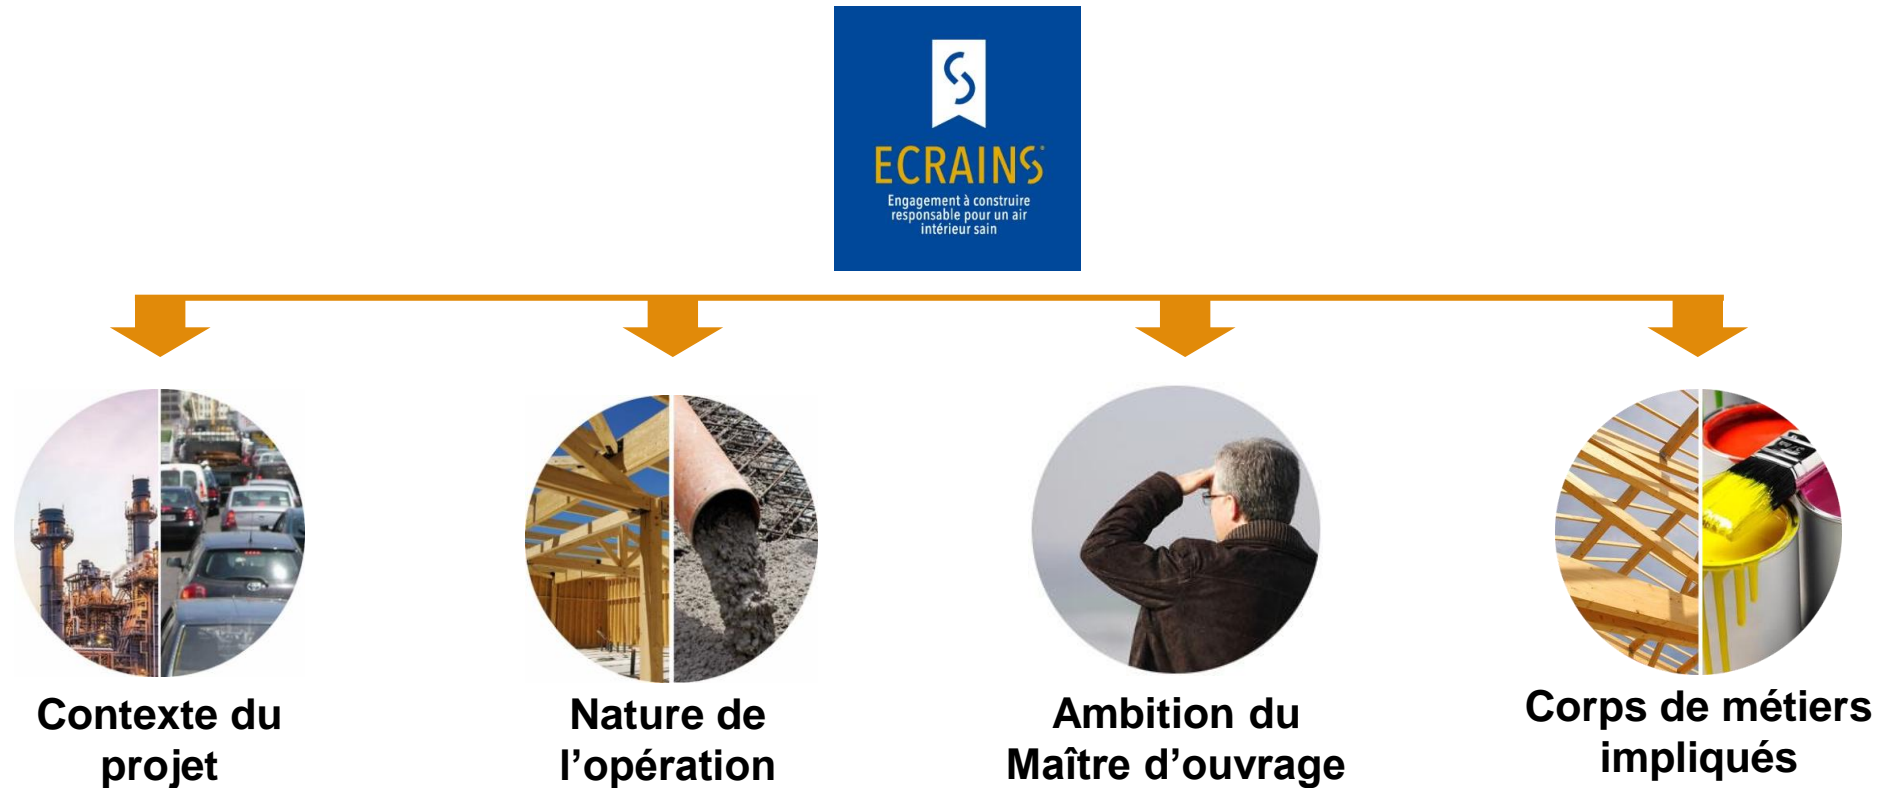 ECRAINS®
Engagement à construire
responsable pour un air
intérieur sain
Contexte du
projet
Nature de
l’opération
Ambition du
Maître d’ouvrage
Corps de métiers
impliqués